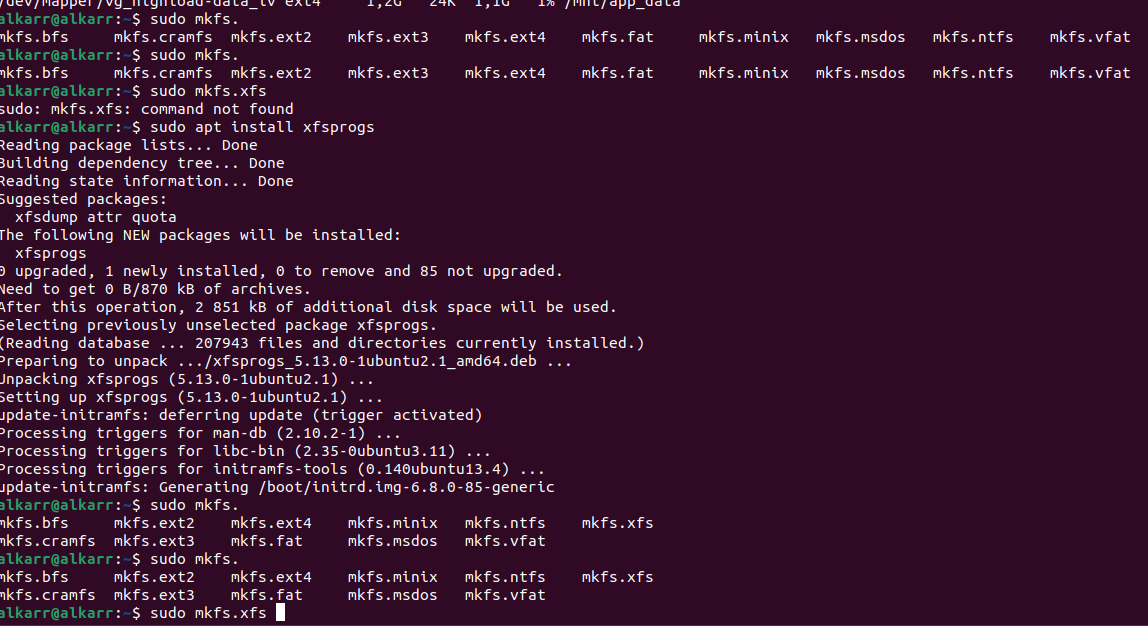 /dev/mapper/vg_highload-data_lv ext4     1,2G   24K  1,1G   1% /mnt/app_data
alkarr@alkarr:~$ sudo mkfs.
mkfs.bfs     mkfs.cramfs  mkfs.ext2    mkfs.ext3    mkfs.ext4    mkfs.fat     mkfs.minix   mkfs.msdos   mkfs.ntfs    mkfs.vfat
alkarr@alkarr:~$ sudo mkfs.
mkfs.bfs     mkfs.cramfs  mkfs.ext2    mkfs.ext3    mkfs.ext4    mkfs.fat     mkfs.minix   mkfs.msdos   mkfs.ntfs    mkfs.vfat
alkarr@alkarr:~$ sudo mkfs.xfs
sudo: mkfs.xfs: command not found
alkarr@alkarr:~$ sudo apt install xfsprogs
Reading package lists... Done
Building dependency tree... Done
Reading state information... Done
Suggested packages:
  xfsdump attr quota
The following NEW packages will be installed:
  xfsprogs
0 upgraded, 1 newly installed, 0 to remove and 85 not upgraded.
Need to get 0 B/870 kB of archives.
After this operation, 2 851 kB of additional disk space will be used.
Selecting previously unselected package xfsprogs.
(Reading database ... 207943 files and directories currently installed.)
Preparing to unpack .../xfsprogs_5.13.0-1ubuntu2.1_amd64.deb ...
Unpacking xfsprogs (5.13.0-1ubuntu2.1) ...
Setting up xfsprogs (5.13.0-1ubuntu2.1) ...
update-initramfs: deferring update (trigger activated)
Processing triggers for man-db (2.10.2-1) ...
Processing triggers for libc-bin (2.35-0ubuntu3.11) ...
Processing triggers for initramfs-tools (0.140ubuntu13.4) ...
update-initramfs: Generating /boot/initrd.img-6.8.0-85-generic
alkarr@alkarr:~$ sudo mkfs.
mkfs.bfs     mkfs.ext2    mkfs.ext4    mkfs.minix   mkfs.ntfs    mkfs.xfs
mkfs.cramfs  mkfs.ext3    mkfs.fat     mkfs.msdos   mkfs.vfat
alkarr@alkarr:~$ sudo mkfs.
mkfs.bfs     mkfs.ext2    mkfs.ext4    mkfs.minix   mkfs.ntfs    mkfs.xfs
mkfs.cramfs  mkfs.ext3    mkfs.fat     mkfs.msdos   mkfs.vfat
alkarr@alkarr:~$ sudo mkfs.xfs